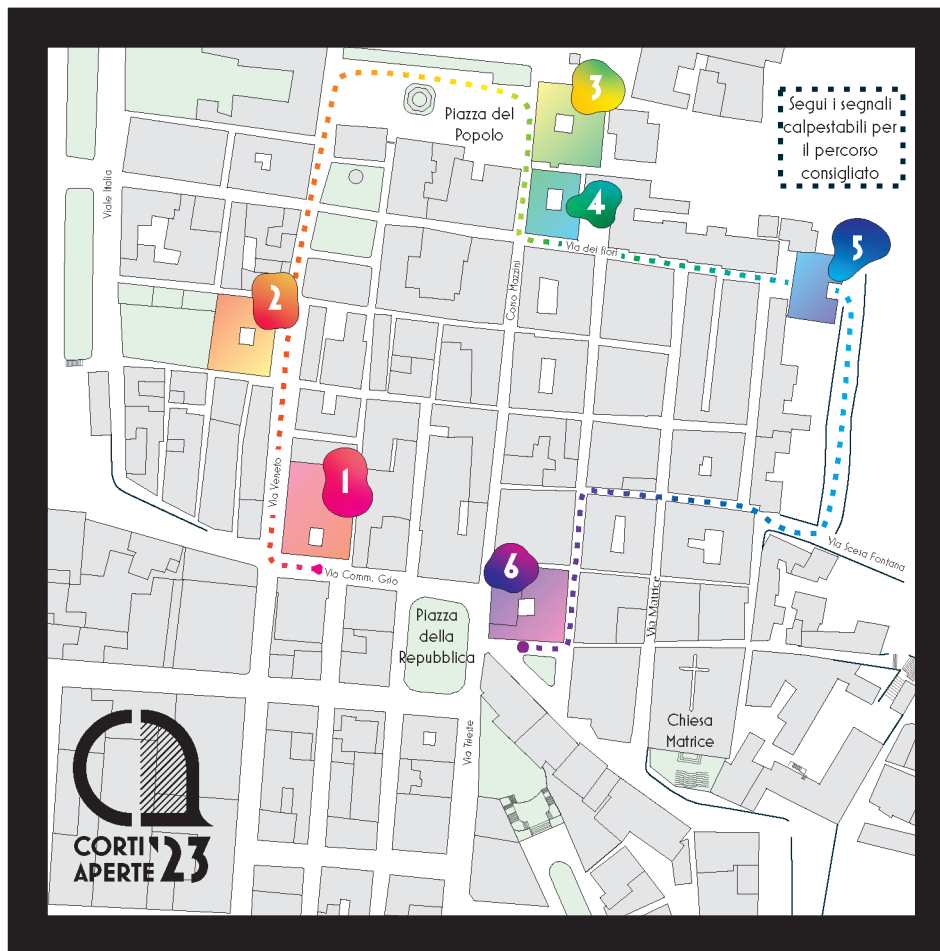 3
Segui i segnali
calpestabili per
il percorso
consigliato
Piazza del
Popolo
Viale Italia
4
5
Via dei fiori
2
Corso Mazzini
Via Veneto
1
Via Scesa Fontana
6
Via Comm. Grio
Via Matrice
Piazza
della
Repubblica
Chiesa
Matrice
Via Trieste
CORTI
APERTE '23